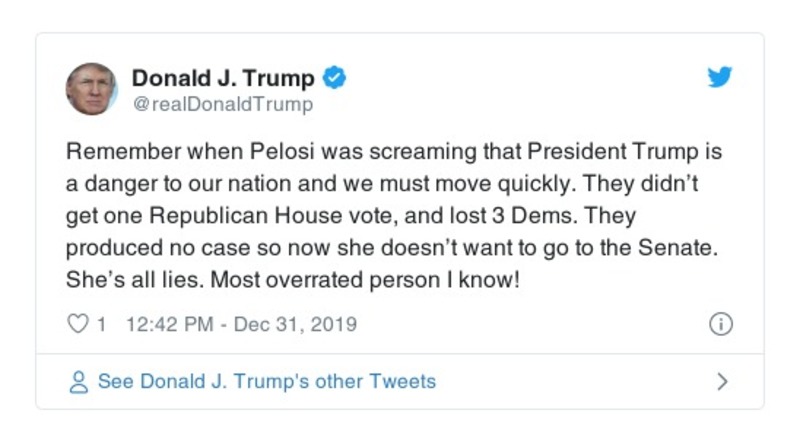 Donald J. Trump
@realDonaldTrump
Remember when Pelosi was screaming that President Trump is
a danger to our nation and we must move quickly. They didn’t
get one Republican House vote, and lost 3 Dems. They
produced no case so now she doesn’t want to go to the Senate.
She’s all lies. Most overrated person I know!
1 12:42 PM - Dec 31, 2019
See Donald J. Trump's other Tweets